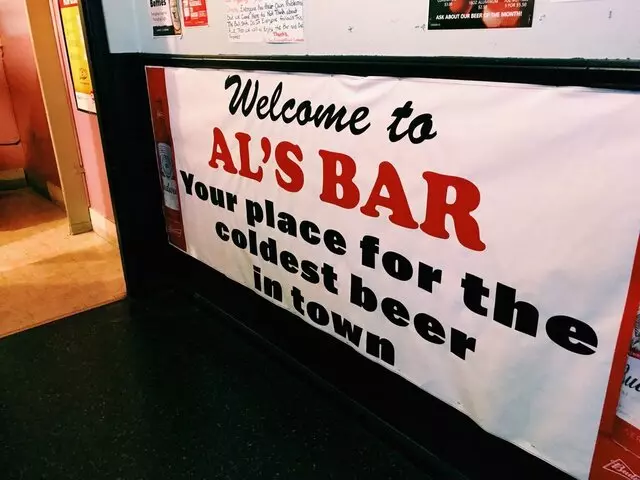 ASK ABOUT OUR BEER OF THE MONTH!
Welcome to
AL'S BAR
Your place for the
coldest beer
in town